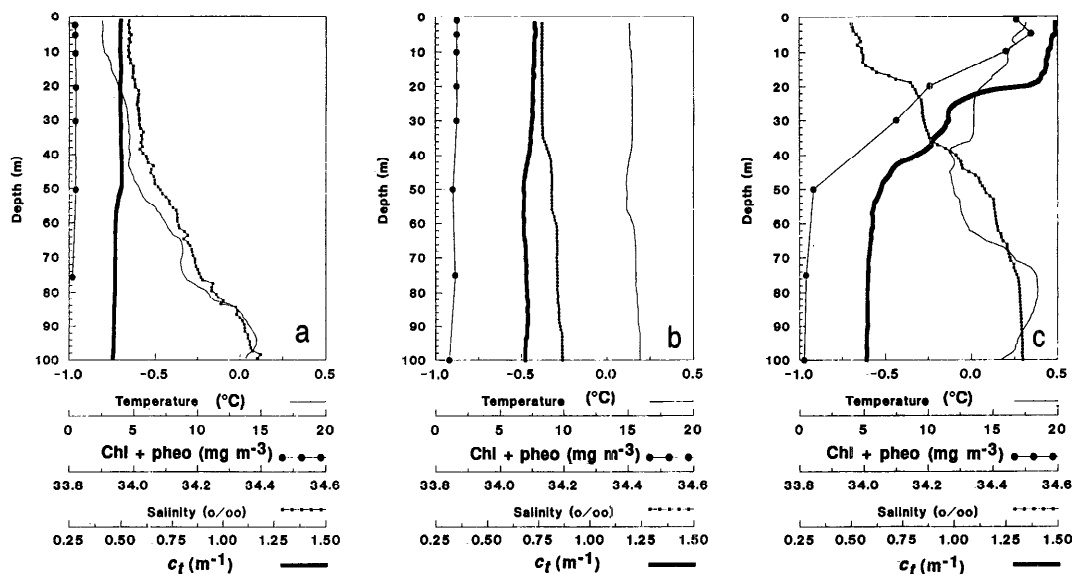 0
10
20
30
40
50
60
70
80
90
100
Depth (m)
a
−1.0 −0.5 0.0 0.5
Temperature (°C)
0 5 10 15 20
Chl + pheo (mg m⁻³)
33.8 34.0 34.2 34.4 34.6
Salinity (o/oo)
0.25 0.50 0.75 1.00 1.25 1.50
c_t (m⁻¹)
0
10
20
30
40
50
60
70
80
90
100
Depth (m)
b
−1.0 −0.5 0.0 0.5
Temperature (°C)
0 5 10 15 20
Chl + pheo (mg m⁻³)
33.8 34.0 34.2 34.4 34.6
Salinity (o/oo)
0.25 0.50 0.75 1.00 1.25 1.50
c_t (m⁻¹)
0
10
20
30
40
50
60
70
80
90
100
Depth (m)
c
−1.0 −0.5 0.0 0.5
Temperature (°C)
0 5 10 15 20
Chl + pheo (mg m⁻³)
33.8 34.0 34.2 34.4 34.6
Salinity (o/oo)
0.25 0.50 0.75 1.00 1.25 1.50
c_t (m⁻¹)